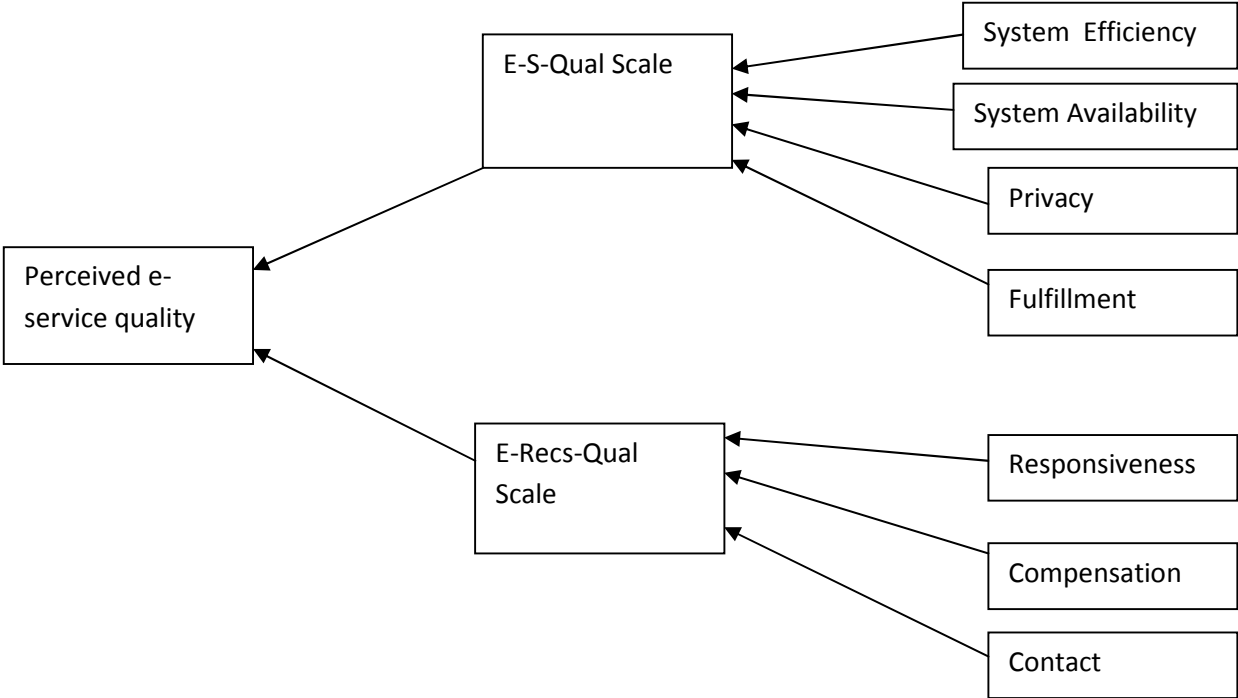 System Efficiency
E-S-Qual Scale
System Availability
Privacy
Perceived e-
service quality
Fulfillment
E-Recs-Qual
Scale
Responsiveness
Compensation
Contact